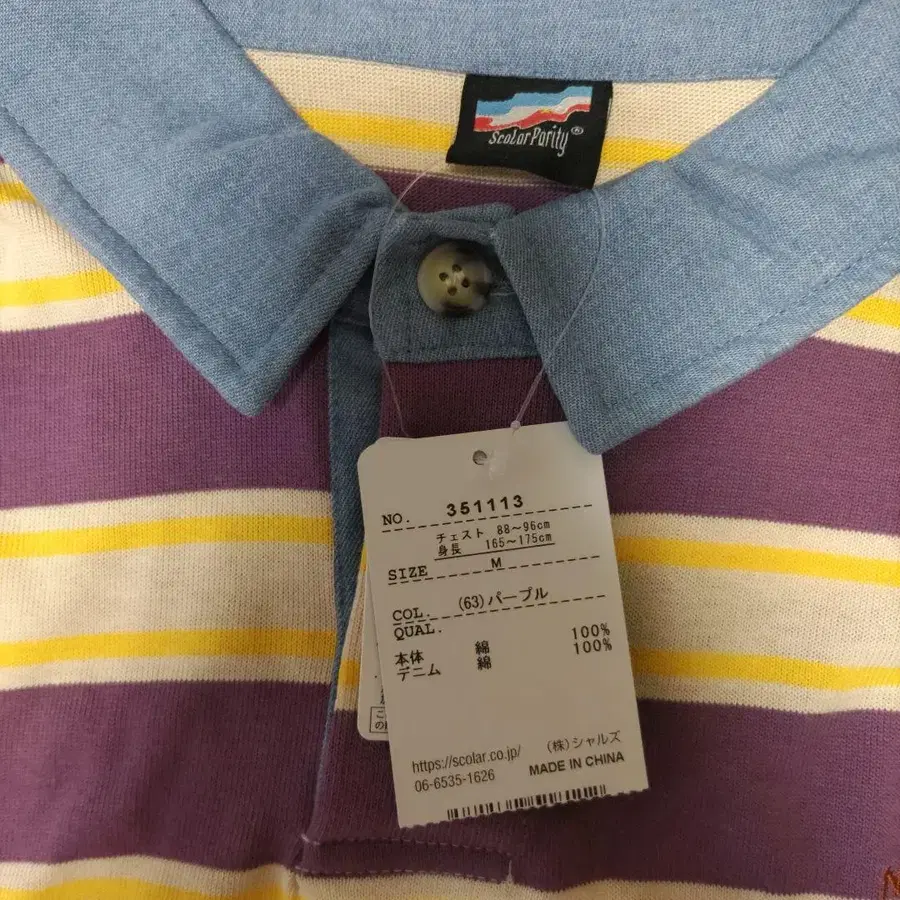 ScolarParity®
NO. 351113
チェスト 88～96cm
身長 165～175cm
SIZE M
COL. (63)パープル
QUAL.
本体 綿 100%
デニム 綿 100%
https://scolar.co.jp/ (株)シャルズ
06-6535-1626 MADE IN CHINA